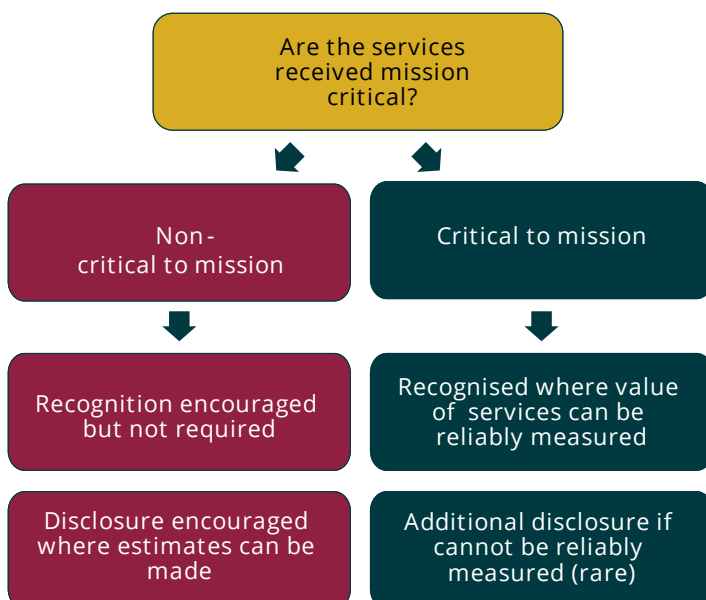 Are the services
received mission
critical?
Non-
critical to mission
Critical to mission
Recognition encouraged
but not required
Recognised where value
of services can be
reliably measured
Disclosure encouraged
where estimates can be
made
Additional disclosure if
cannot be reliably
measured (rare)